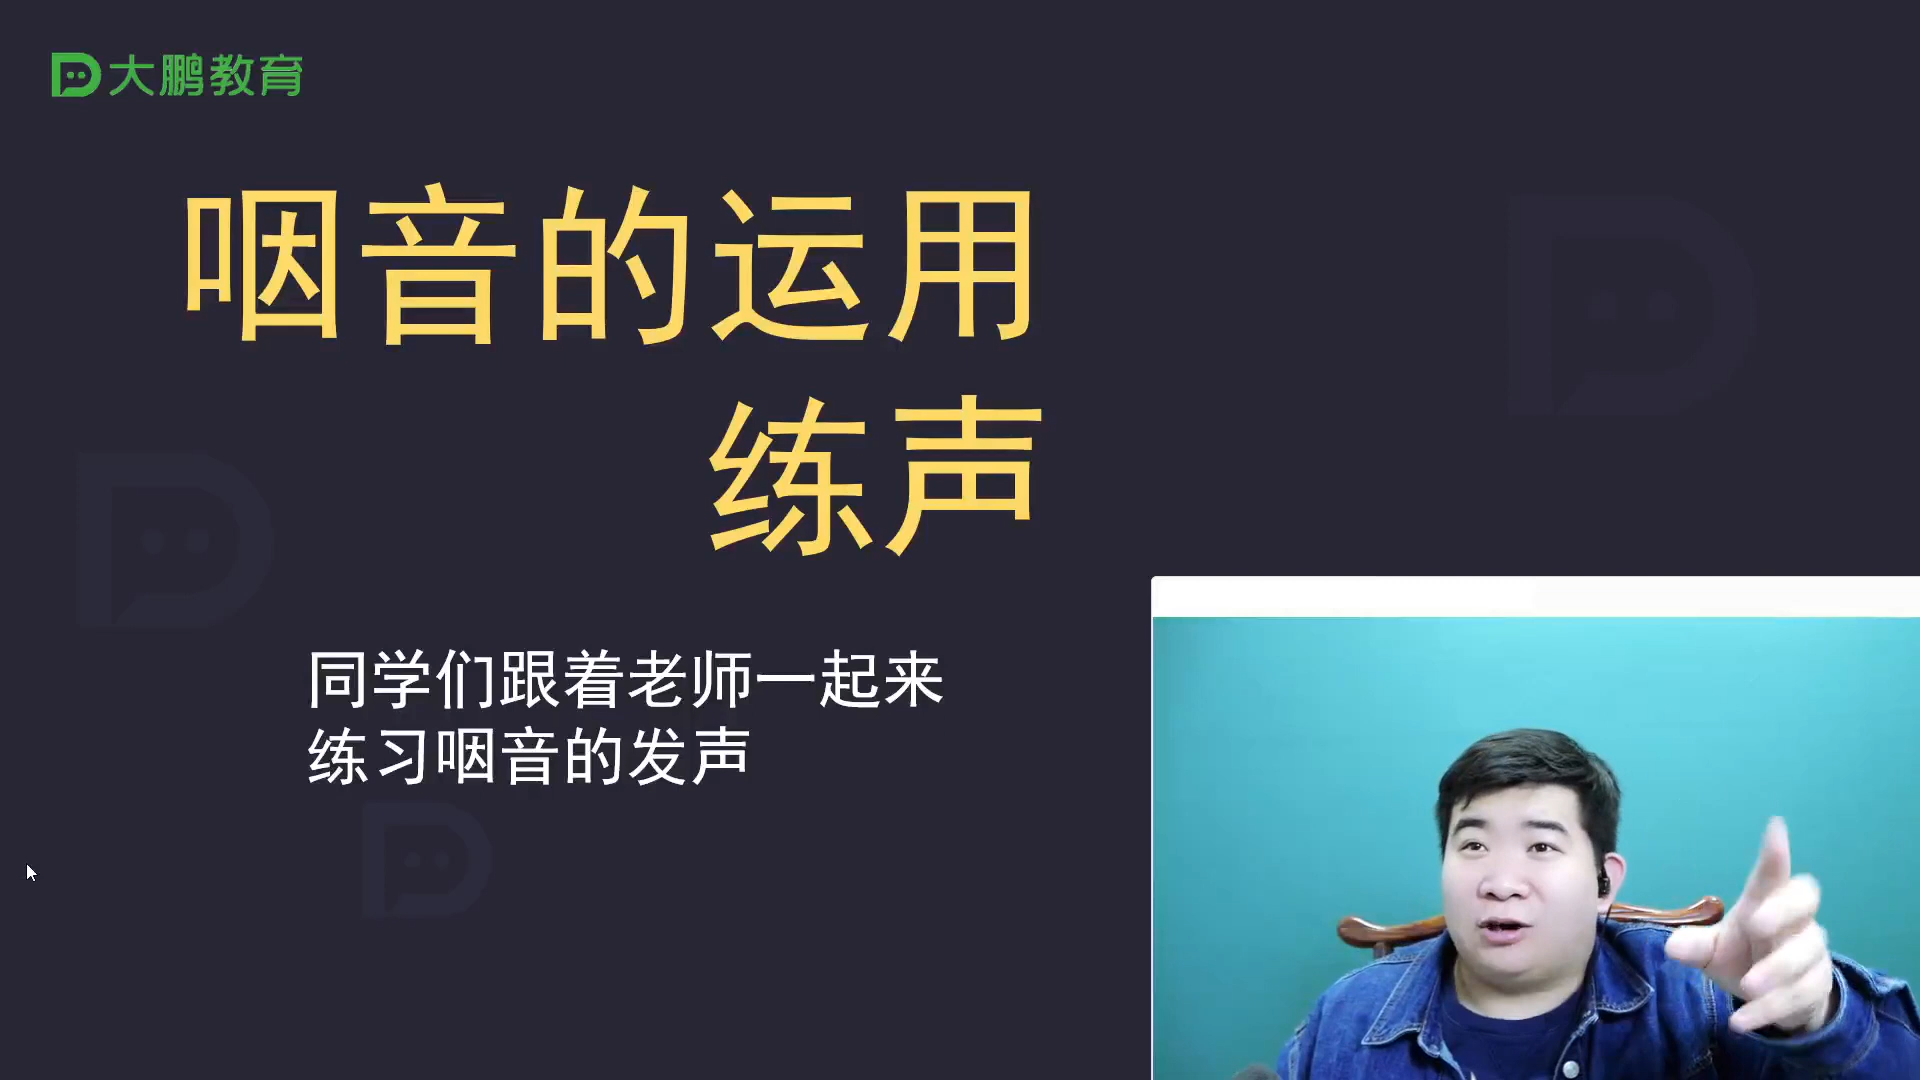 大鹏教育
咽音的运用
练声
同学们跟着老师一起来
练习咽音的发声